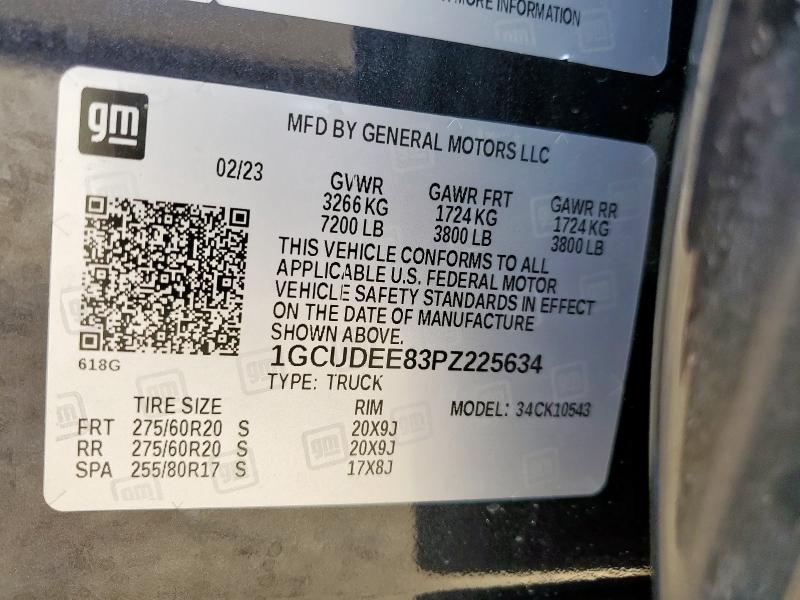 MORE INFORMATION
gm
MFD BY GENERAL MOTORS LLC
02/23
GVWR GAWR FRT GAWR RR
3266 KG 1724 KG 1724 KG
7200 LB 3800 LB 3800 LB
THIS VEHICLE CONFORMS TO ALL
APPLICABLE U.S. FEDERAL MOTOR
VEHICLE SAFETY STANDARDS IN EFFECT
ON THE DATE OF MANUFACTURE
SHOWN ABOVE.
618G
1GCUDEE83PZ225634
TYPE: TRUCK
TIRE SIZE RIM MODEL: 34CK10543
FRT 275/60R20 S 20X9J
RR 275/60R20 S 20X9J
SPA 255/80R17 S 17X8J